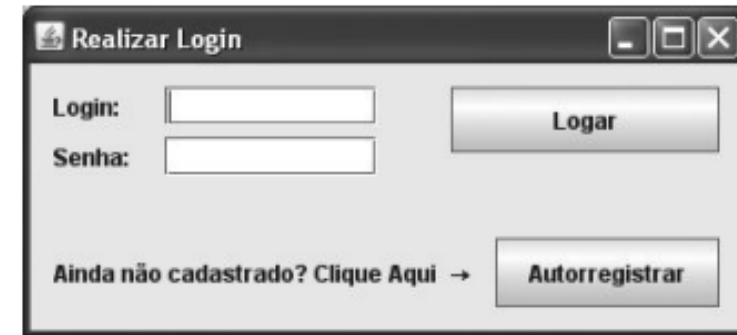 Realizar Login
Login:
Logar
Senha:
Ainda não cadastrado? Clique Aqui →
Autorregistrar